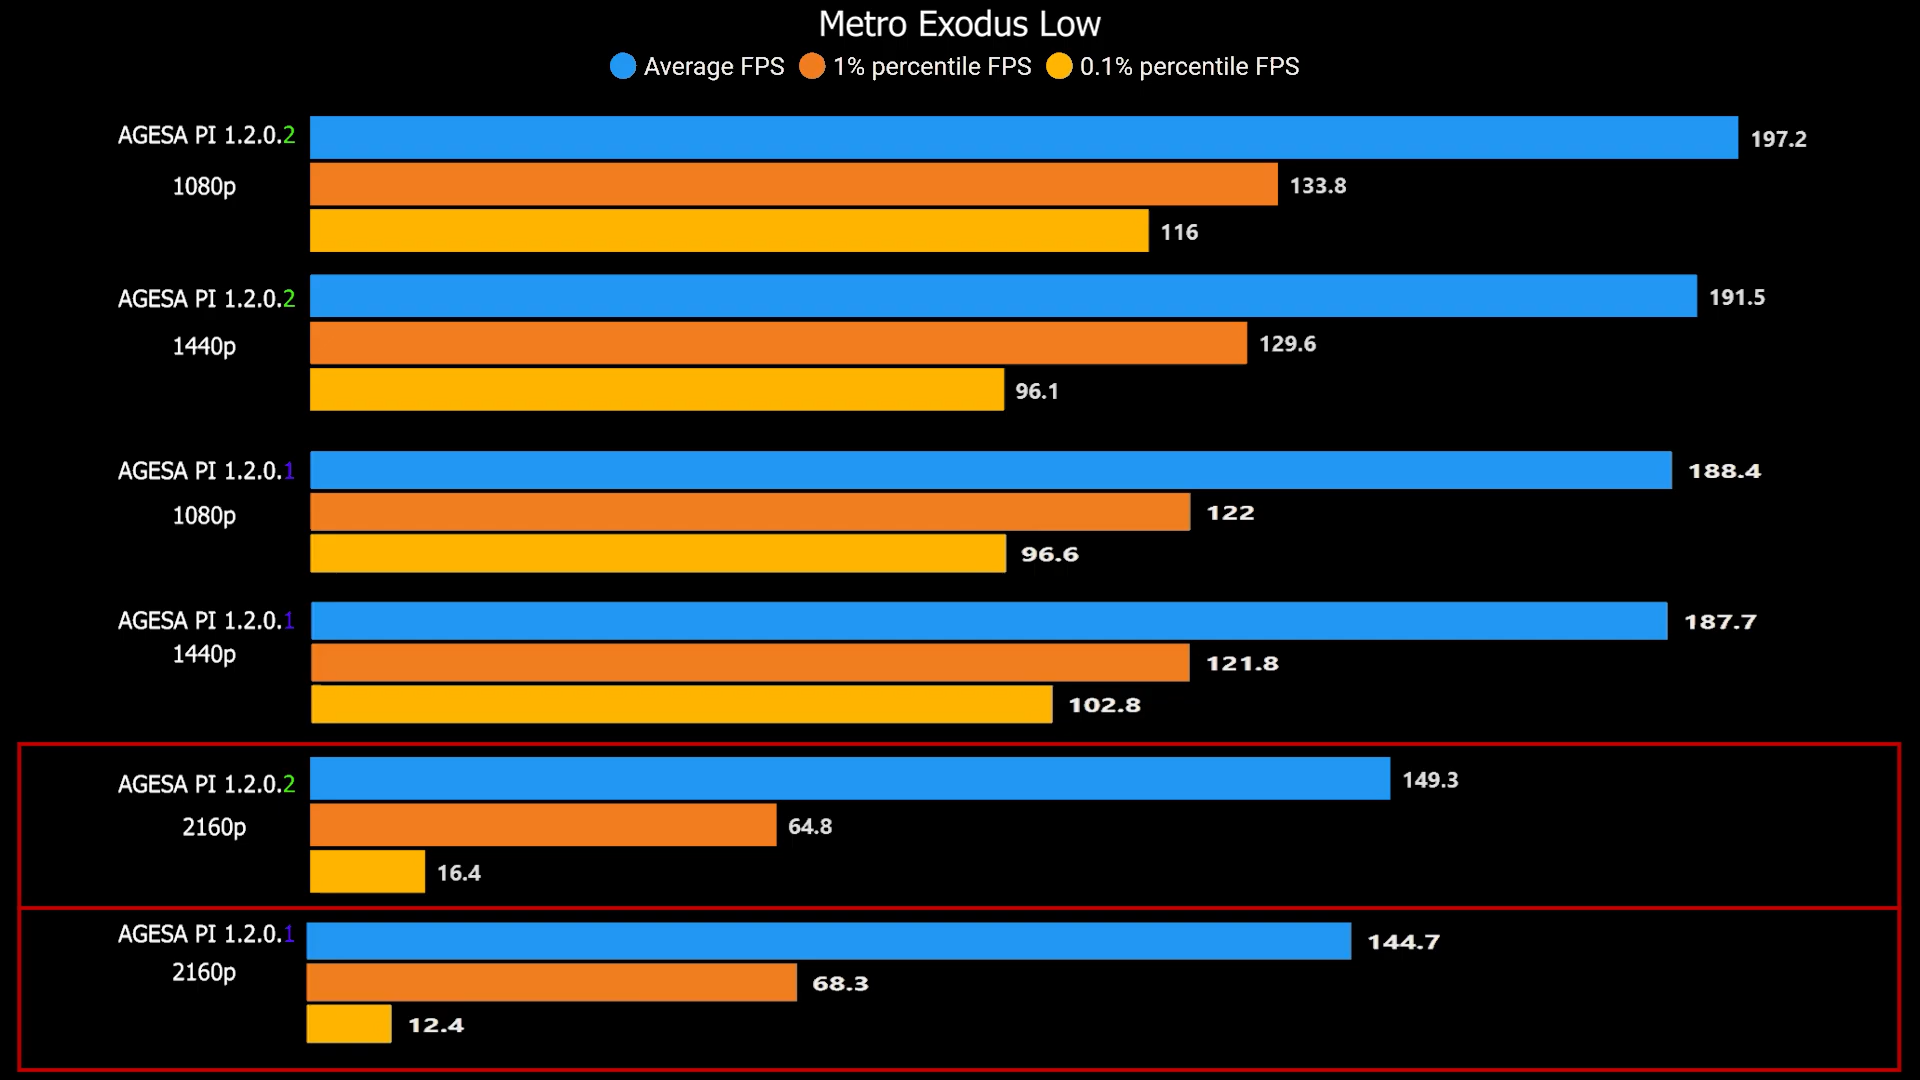 Metro Exodus Low
Average FPS 1% percentile FPS 0.1% percentile FPS
AGESA PI 1.2.0.2
1080p
197.2
133.8
116
AGESA PI 1.2.0.2
1440p
191.5
129.6
96.1
AGESA PI 1.2.0.1
1080p
188.4
122
96.6
AGESA PI 1.2.0.1
1440p
187.7
121.8
102.8
AGESA PI 1.2.0.2
2160p
149.3
64.8
16.4
AGESA PI 1.2.0.1
2160p
144.7
68.3
12.4